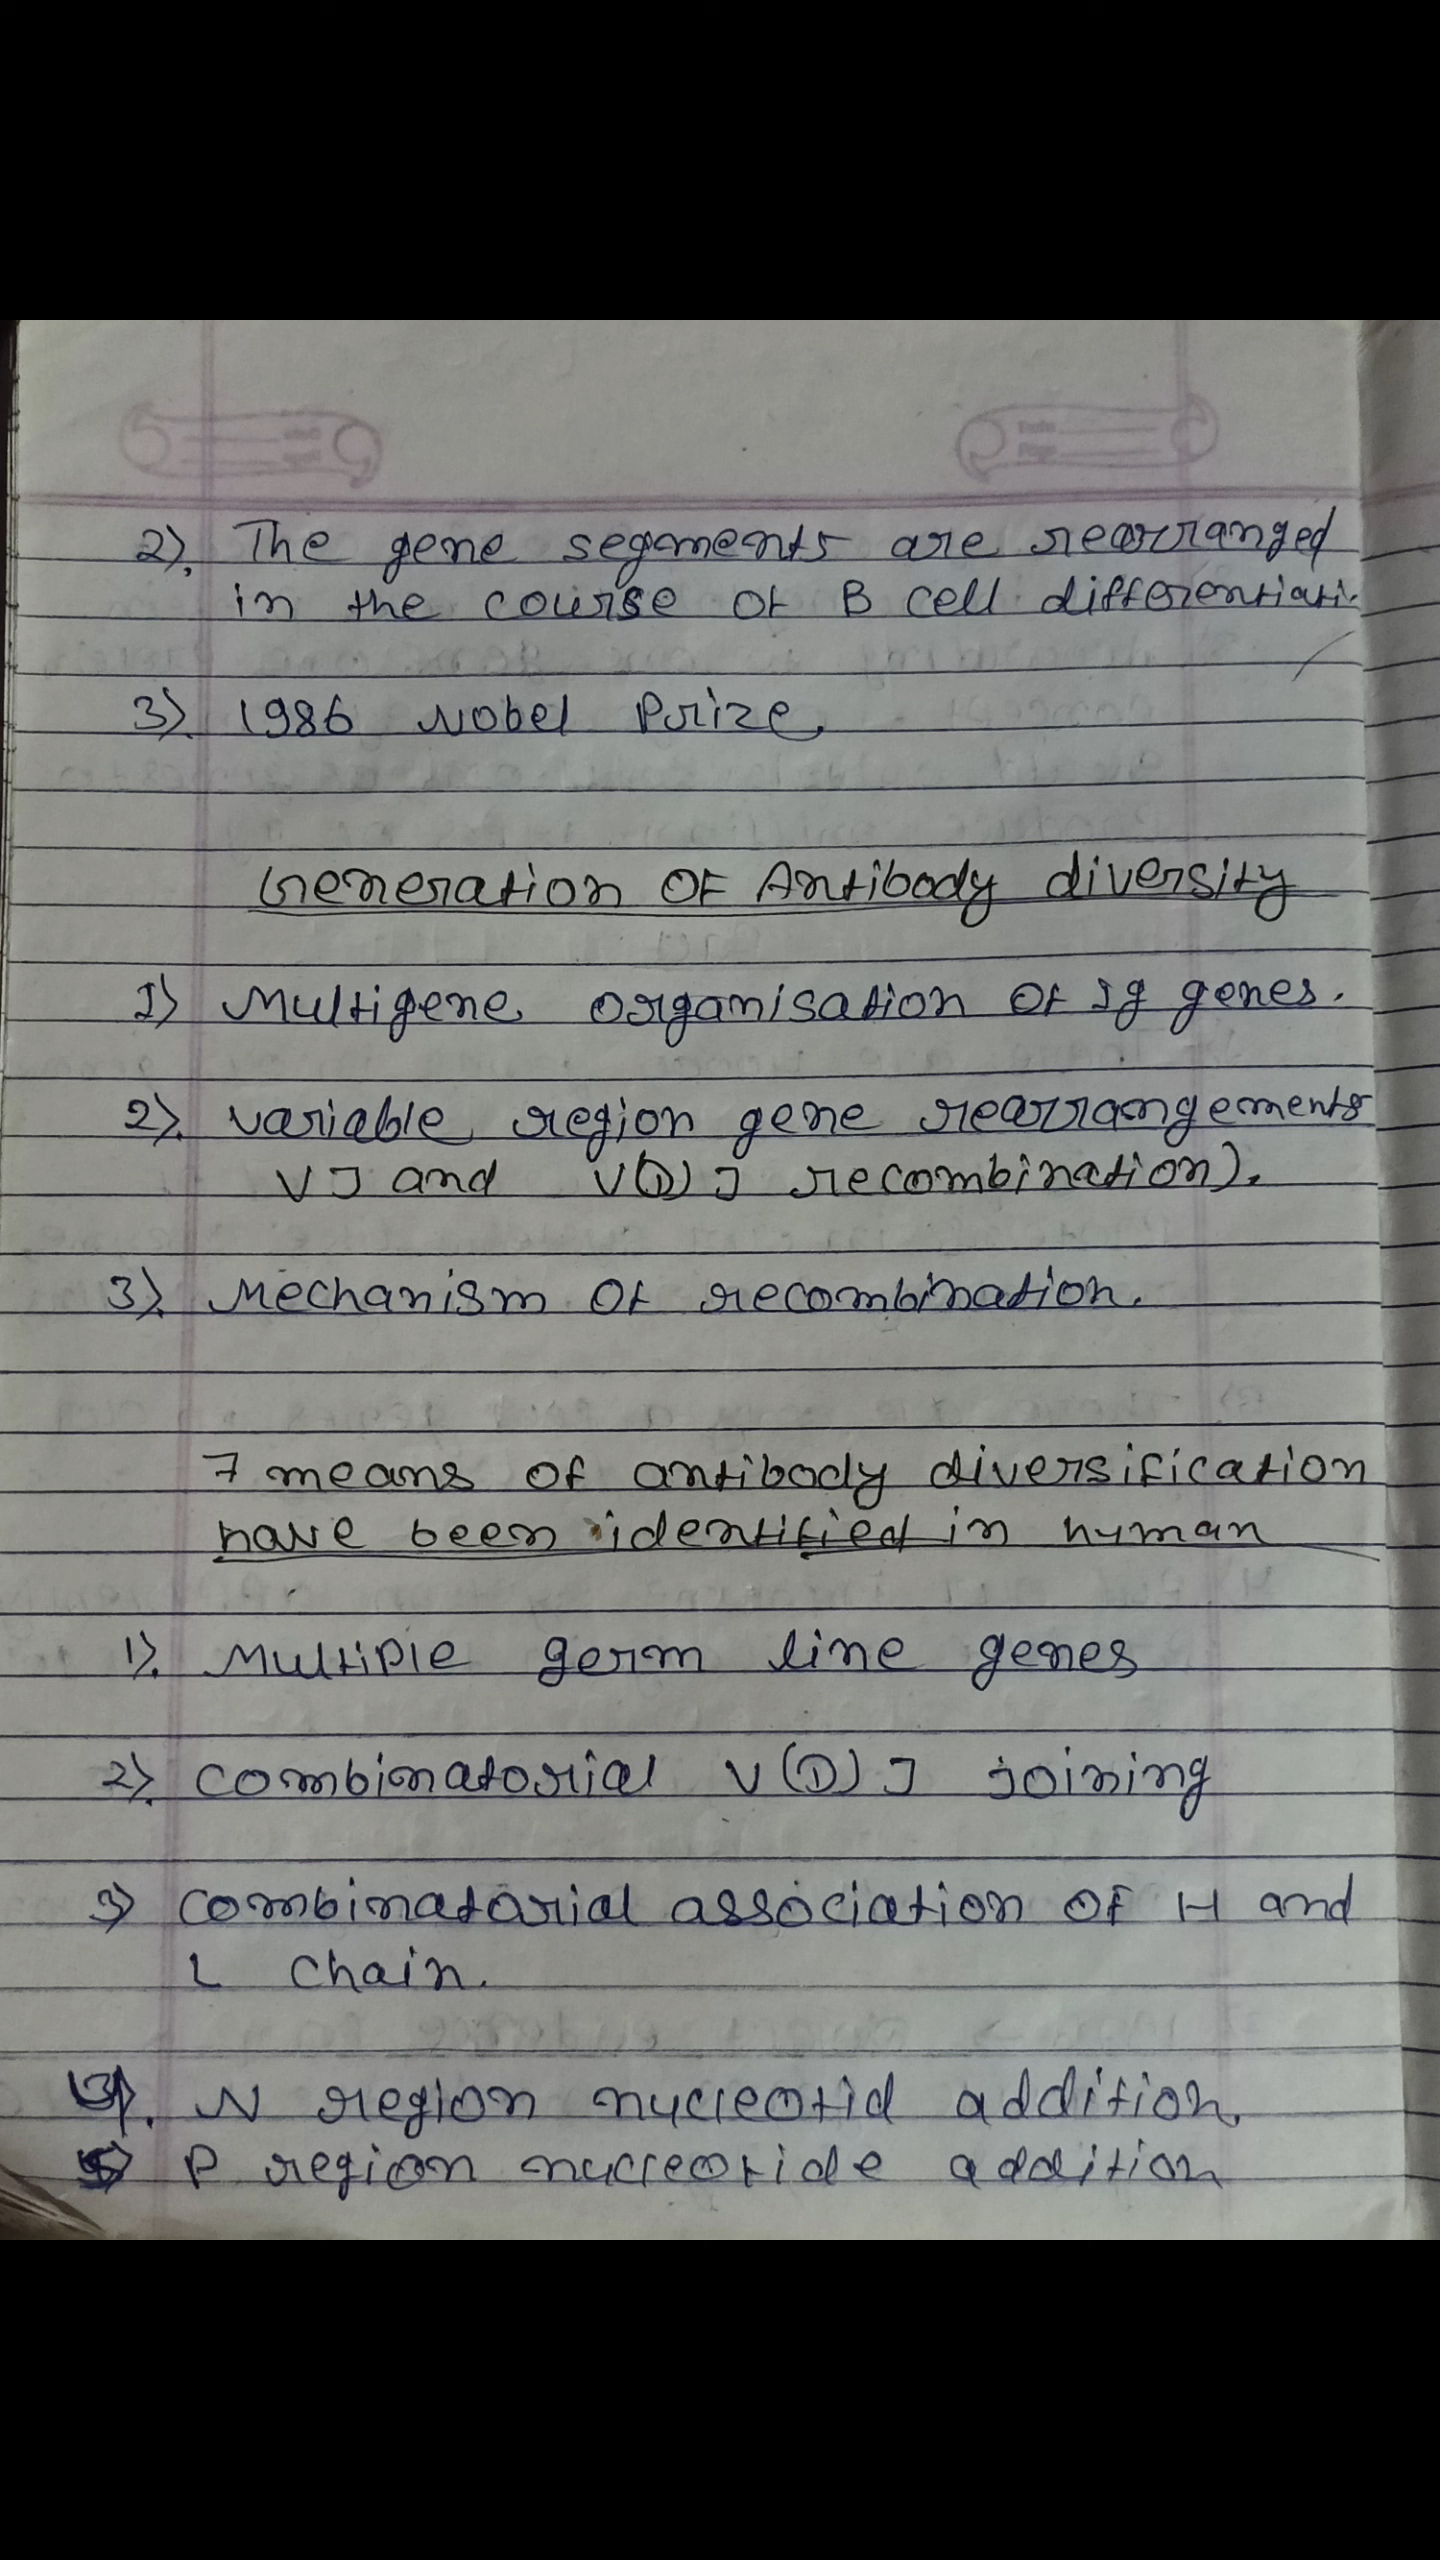 2). The gene segments are rearranged
in the course of B cell differentiati.
3). 1986 Nobel Prize
Generation OF Antibody diversity
1) Multigene organisation of Ig genes.
2). variable region gene rearrangements
VJ and V(D)J recombination).
3). Mechanism of recombination.
7 means of antibody diversification
have been identified in human
1). Multiple germ line genes
2). combinatorial V(D)J joining
3) combinatarial association of H and
L chain.
4). N region nucleotid addition.
5) P region nucleotide addition